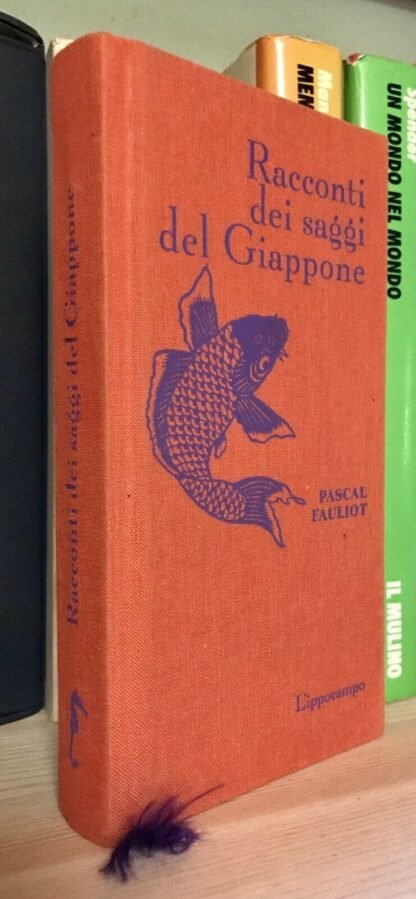 Racconti
dei saggi
del Giappone
PASCAL
FAULIOT
L'ippocampo
Racconti dei saggi del Giappone
UN MONDO NEL MONDO
IL MULINO